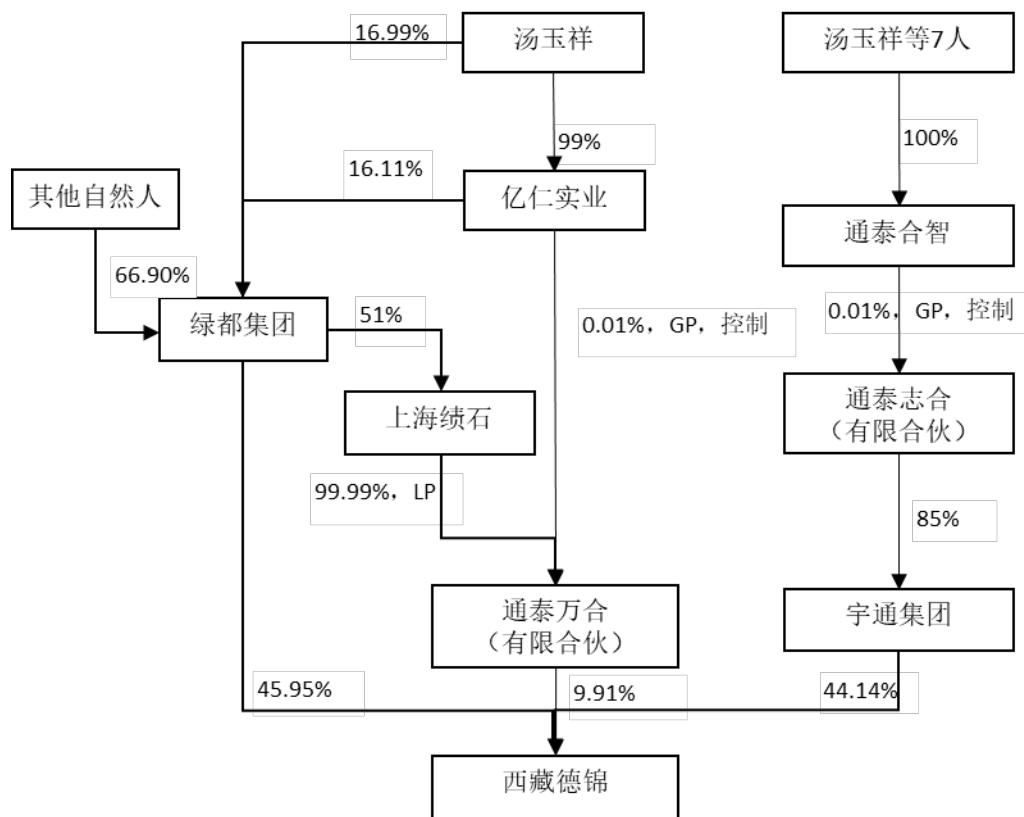 16.99%
汤玉祥
汤玉祥等7人
99%
100%
16.11%
其他自然人
亿仁实业
通泰合智
66.90%
绿都集团
51%
0.01%，GP，控制
0.01%，GP，控制
上海绩石
通泰志合
（有限合伙）
99.99%，LP
85%
通泰万合
（有限合伙）
宇通集团
45.95%
9.91%
44.14%
西藏德锦